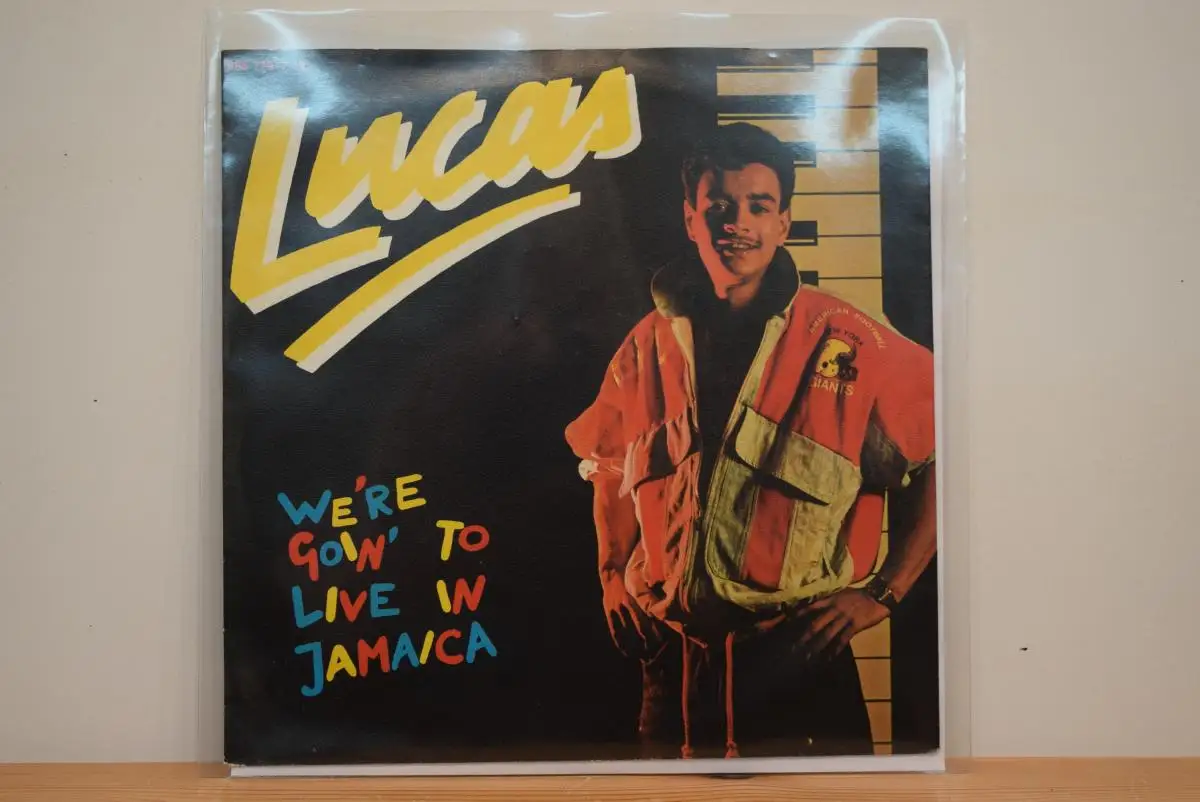 Lucas
AMERICAN FOOTBALL
NEW YORK
GIANTS
WE'RE
GOIN' TO
LIVE IN
JAMAICA